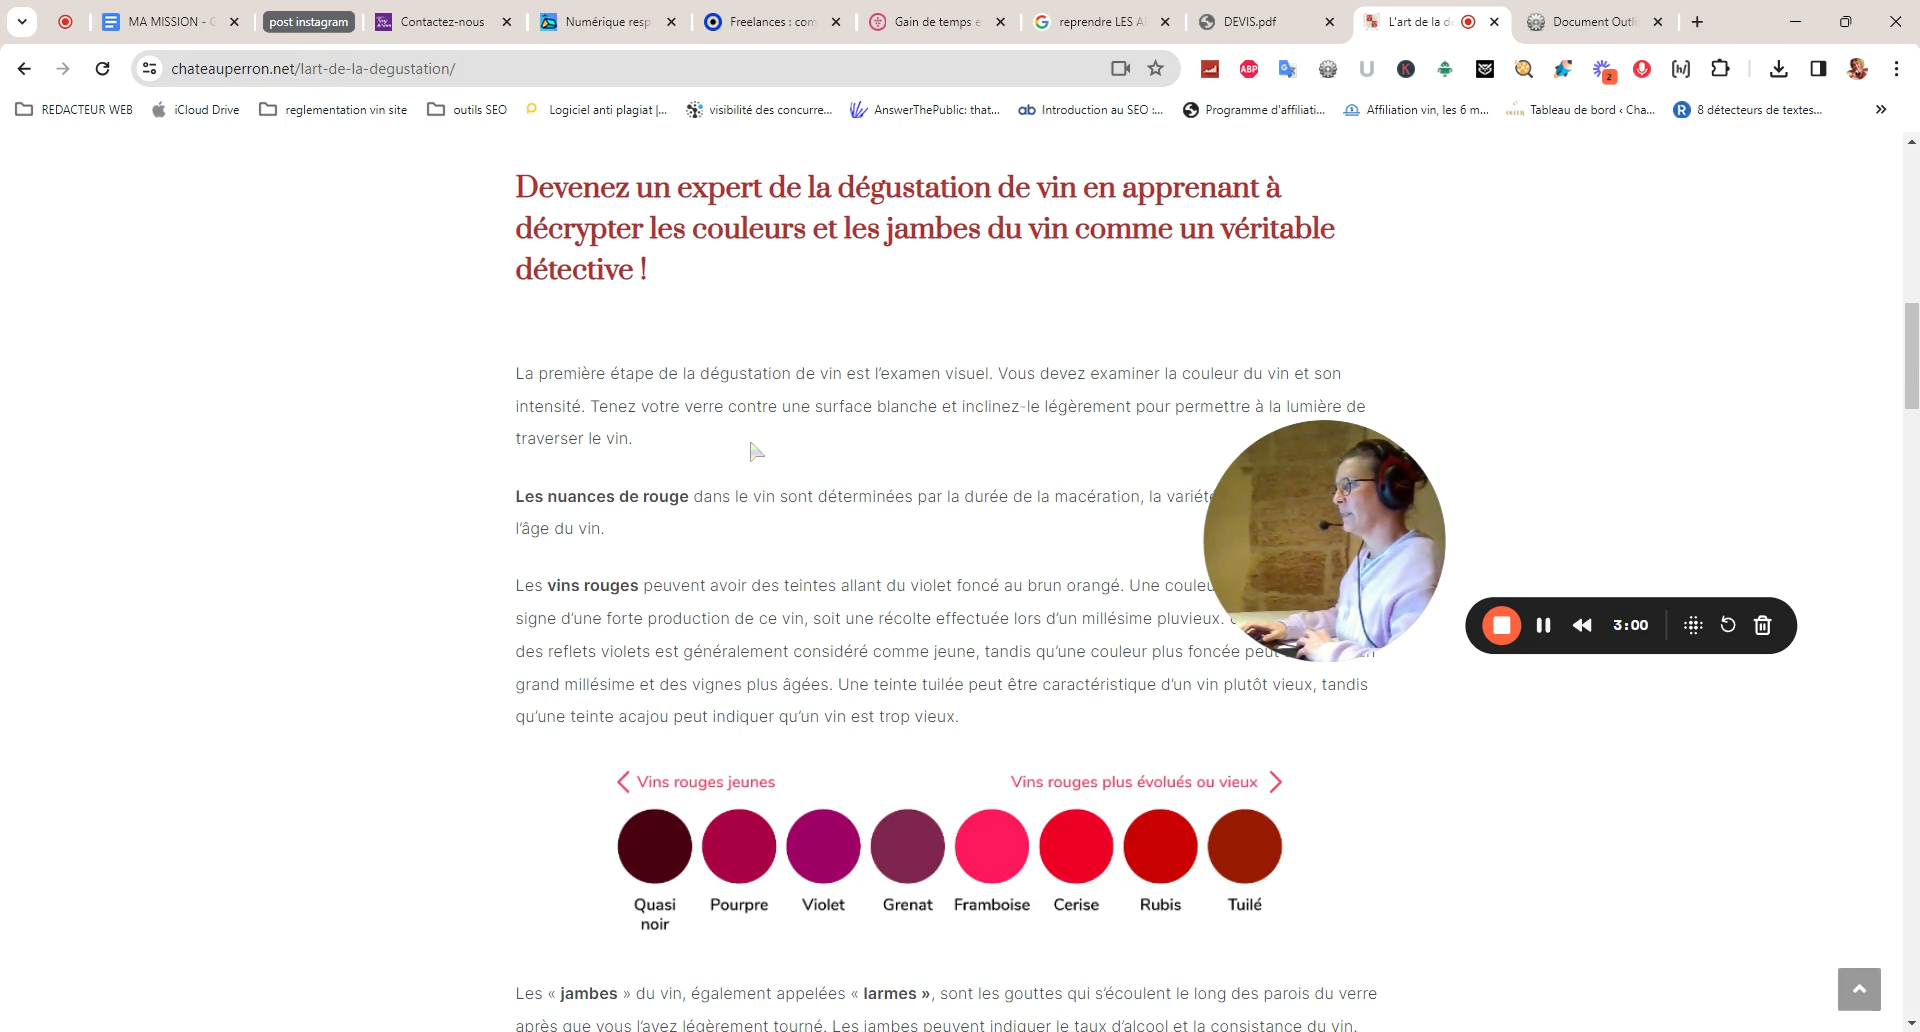 MA MISSION - G
post instagram
Contactez-nous
Numérique resp
Freelances : com
Gain de temps e
reprendre LES A
DEVIS.pdf
L'art de la d
Document Outli
chateauperron.net/lart-de-la-degustation/
ABP
2
REDACTEUR WEB
iCloud Drive
reglementation vin site
outils SEO
Logiciel anti plagiat |...
visibilité des concurre...
AnswerThePublic: that...
Introduction au SEO :...
Programme d'affiliati...
Affiliation vin, les 6 m...
Tableau de bord ‹ Cha...
8 détecteurs de textes...
Devenez un expert de la dégustation de vin en apprenant à
décrypter les couleurs et les jambes du vin comme un véritable
détective !
La première étape de la dégustation de vin est l'examen visuel. Vous devez examiner la couleur du vin et son
intensité. Tenez votre verre contre une surface blanche et inclinez-le légèrement pour permettre à la lumière de
traverser le vin.
Les nuances de rouge dans le vin sont déterminées par la durée de la macération, la variété
l'âge du vin.
Les vins rouges peuvent avoir des teintes allant du violet foncé au brun orangé. Une couleu
signe d'une forte production de ce vin, soit une récolte effectuée lors d'un millésime pluvieux.
des reflets violets est généralement considéré comme jeune, tandis qu'une couleur plus foncée peut
grand millésime et des vignes plus âgées. Une teinte tuilée peut être caractéristique d'un vin plutôt vieux, tandis
qu'une teinte acajou peut indiquer qu'un vin est trop vieux.
3:00
Vins rouges jeunes
Vins rouges plus évolués ou vieux
Quasi noir
Pourpre
Violet
Grenat
Framboise
Cerise
Rubis
Tuilé
Les « jambes » du vin, également appelées « larmes », sont les gouttes qui s'écoulent le long des parois du verre
après que vous l'avez légèrement tourné. Les jambes peuvent indiquer le taux d'alcool et la consistance du vin.